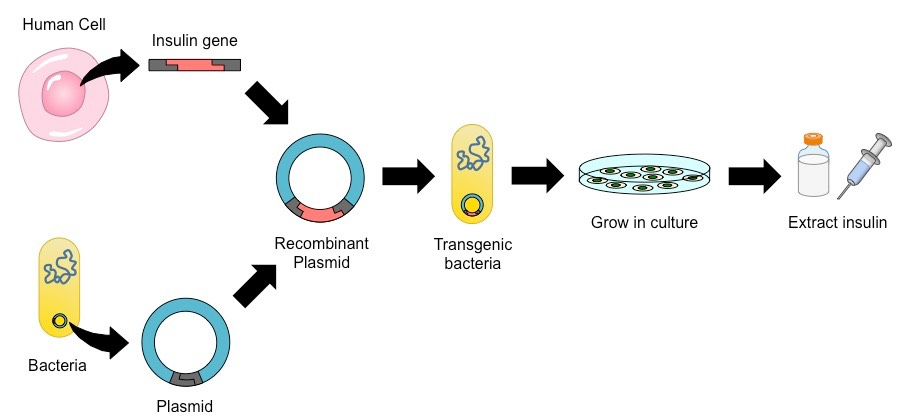 Human Cell
Insulin gene
Recombinant
Plasmid
Transgenic
bacteria
Grow in culture
Extract insulin
Bacteria
Plasmid